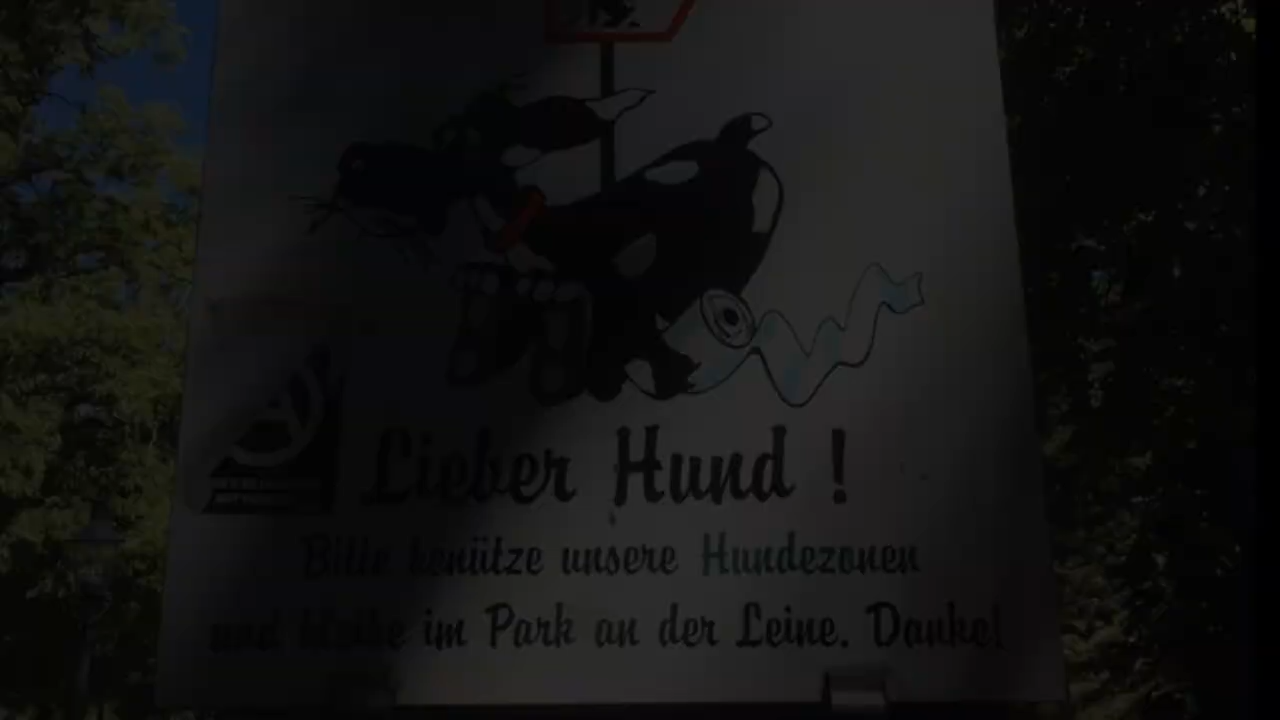 Lieber Hund !
Bitte benütze unsere Hundezonen
und bleibe im Park an der Leine. Danke!